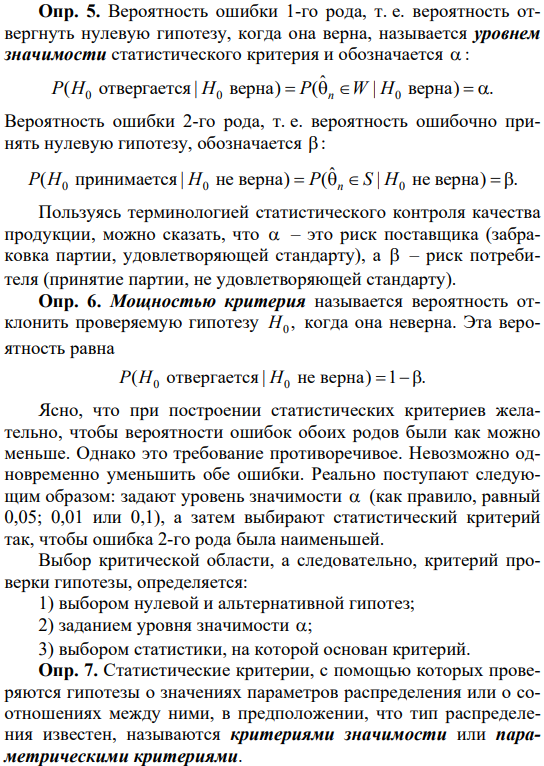 Опр. 5. Вероятность ошибки 1-го рода, т. е. вероятность от-
вергнуть нулевую гипотезу, когда она верна, называется уровнем
значимости статистического критерия и обозначается α :
P(H₀ отвергается | H₀ верна) = P(θ̂ₙ ∈ W | H₀ верна) = α.
Вероятность ошибки 2-го рода, т. е. вероятность ошибочно при-
нять нулевую гипотезу, обозначается β :
P(H₀ принимается | H₀ не верна) = P(θ̂ₙ ∈ S | H₀ не верна) = β.
Пользуясь терминологией статистического контроля качества
продукции, можно сказать, что α – это риск поставщика (забра-
ковка партии, удовлетворяющей стандарту), а β – риск потреби-
теля (принятие партии, не удовлетворяющей стандарту).
Опр. 6. Мощностью критерия называется вероятность от-
клонить проверяемую гипотезу H₀, когда она неверна. Эта веро-
ятность равна
P(H₀ отвергается | H₀ не верна) = 1 − β.
Ясно, что при построении статистических критериев жела-
тельно, чтобы вероятности ошибок обоих родов были как можно
меньше. Однако это требование противоречивое. Невозможно од-
новременно уменьшить обе ошибки. Реально поступают следую-
щим образом: задают уровень значимости α (как правило, равный
0,05; 0,01 или 0,1), а затем выбирают статистический критерий
так, чтобы ошибка 2-го рода была наименьшей.
Выбор критической области, а следовательно, критерий про-
верки гипотезы, определяется:
1) выбором нулевой и альтернативной гипотез;
2) заданием уровня значимости α;
3) выбором статистики, на которой основан критерий.
Опр. 7. Статистические критерии, с помощью которых прове-
ряются гипотезы о значениях параметров распределения или о со-
отношениях между ними, в предположении, что тип распределе-
ния известен, называются критериями значимости или пара-
метрическими критериями.